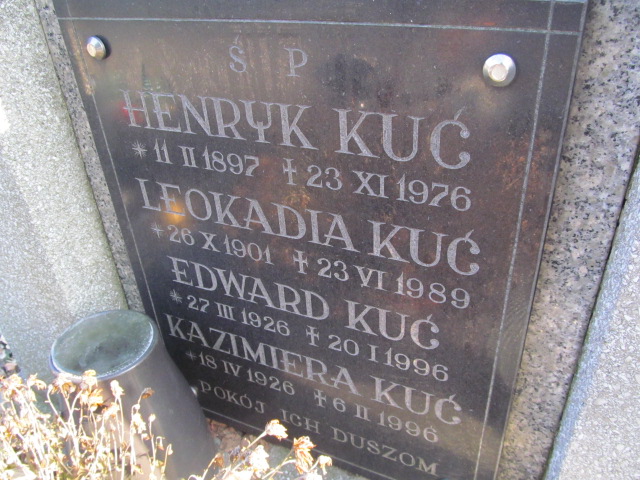 Ś P
HENRYK KUĆ
* 11 II 1897 ✝ 23 XI 1976
LEOKADIA KUĆ
* 26 X 1901 ✝ 23 VI 1989
EDWARD KUĆ
* 27 III 1926 ✝ 20 I 1996
KAZIMIERA KUĆ
* 18 IV 1926 ✝ 6 II 1996
POKÓJ ICH DUSZOM